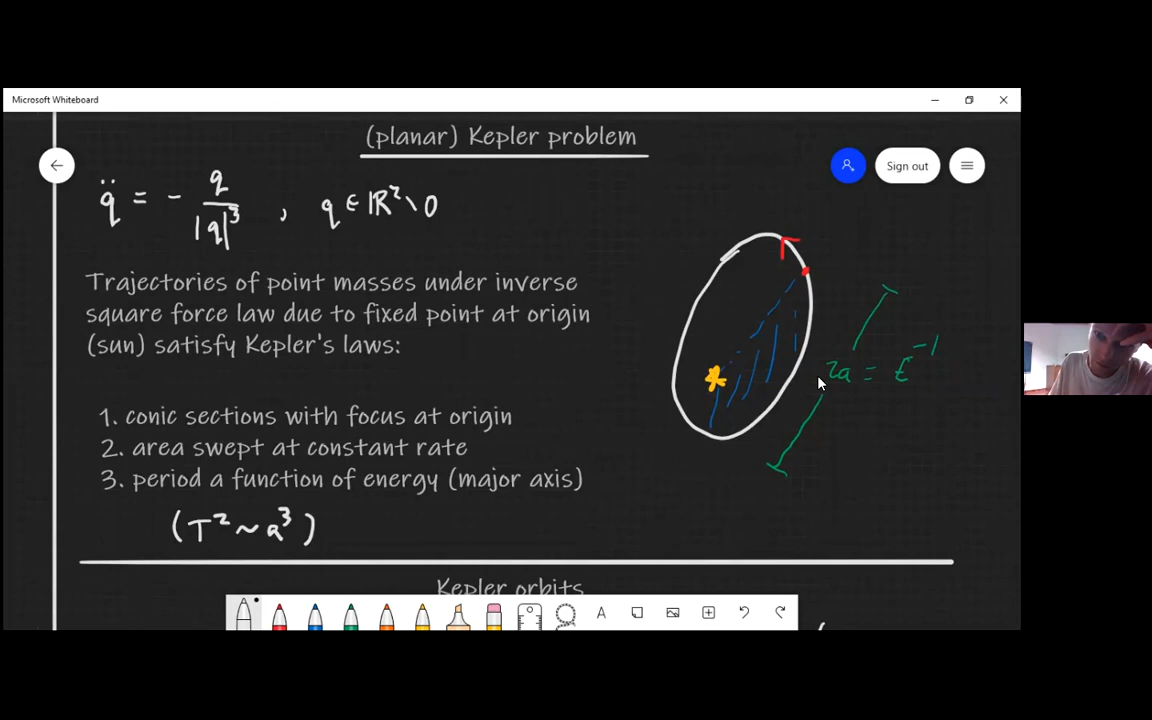 Microsoft Whiteboard
(planar) Kepler problem
Sign out
q̈ = - q/|q|³ , q ∈ ℝ² \ 0
Trajectories of point masses under inverse
square force law due to fixed point at origin
(sun) satisfy Kepler's laws:
2a = E⁻¹
1. conic sections with focus at origin
2. area swept at constant rate
3. period a function of energy (major axis)
(T² ~ a³)
Kepler orbits
A